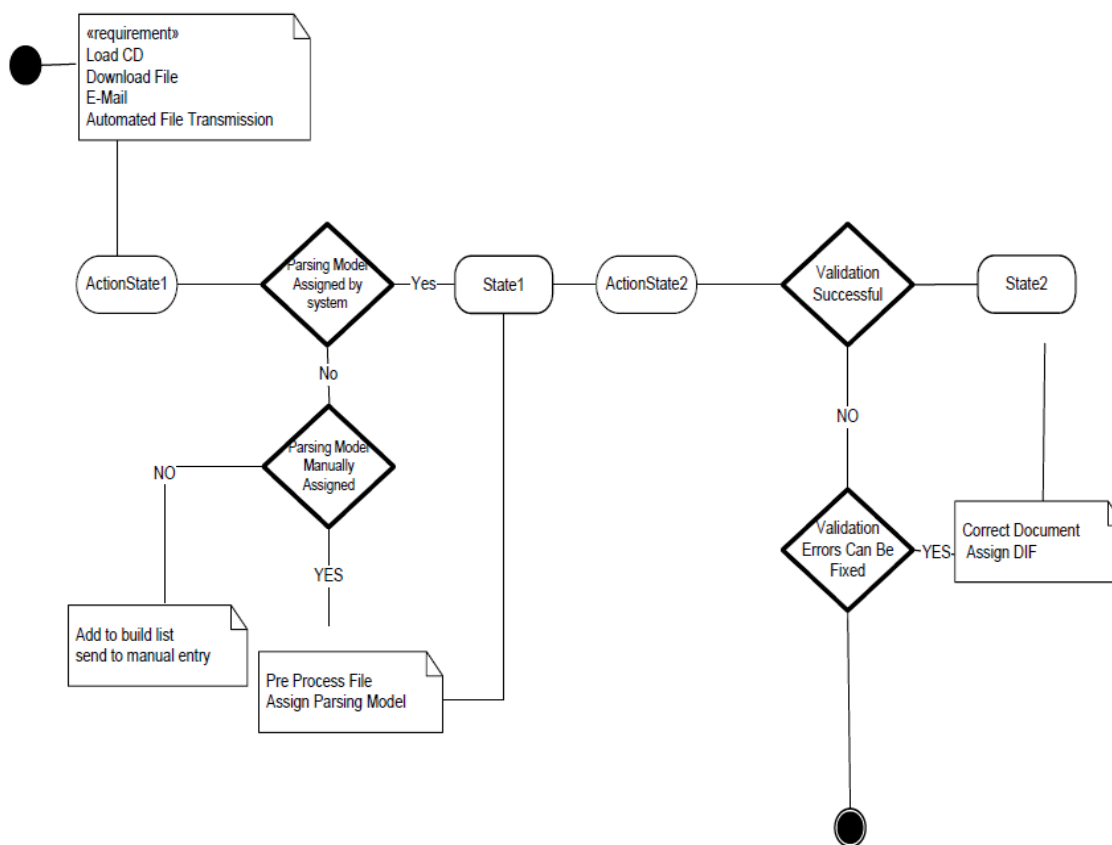 «requirement»
Load CD
Download File
E-Mail
Automated File Transmission
ActionState1
Parsing Model
Assigned by
system
Yes
State1
ActionState2
Validation
Successful
State2
No
Parsing Model
Manually
Assigned
NO
YES
NO
Validation
Errors Can Be
Fixed
YES
Correct Document
Assign DIF
Add to build list
send to manual entry
Pre Process File
Assign Parsing Model